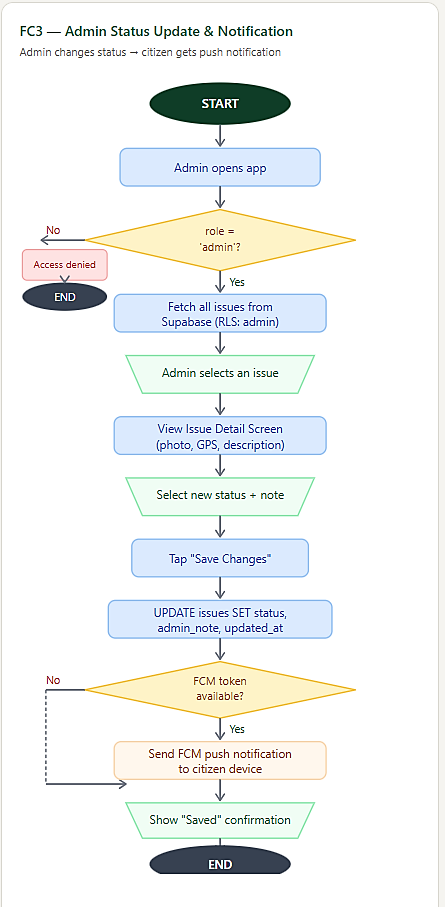 FC3 — Admin Status Update & Notification
Admin changes status → citizen gets push notification
START
Admin opens app
role =
'admin'?
No
Access denied
END
Yes
Fetch all issues from
Supabase (RLS: admin)
Admin selects an issue
View Issue Detail Screen
(photo, GPS, description)
Select new status + note
Tap "Save Changes"
UPDATE issues SET status,
admin_note, updated_at
FCM token
available?
No
Yes
Send FCM push notification
to citizen device
Show "Saved" confirmation
END